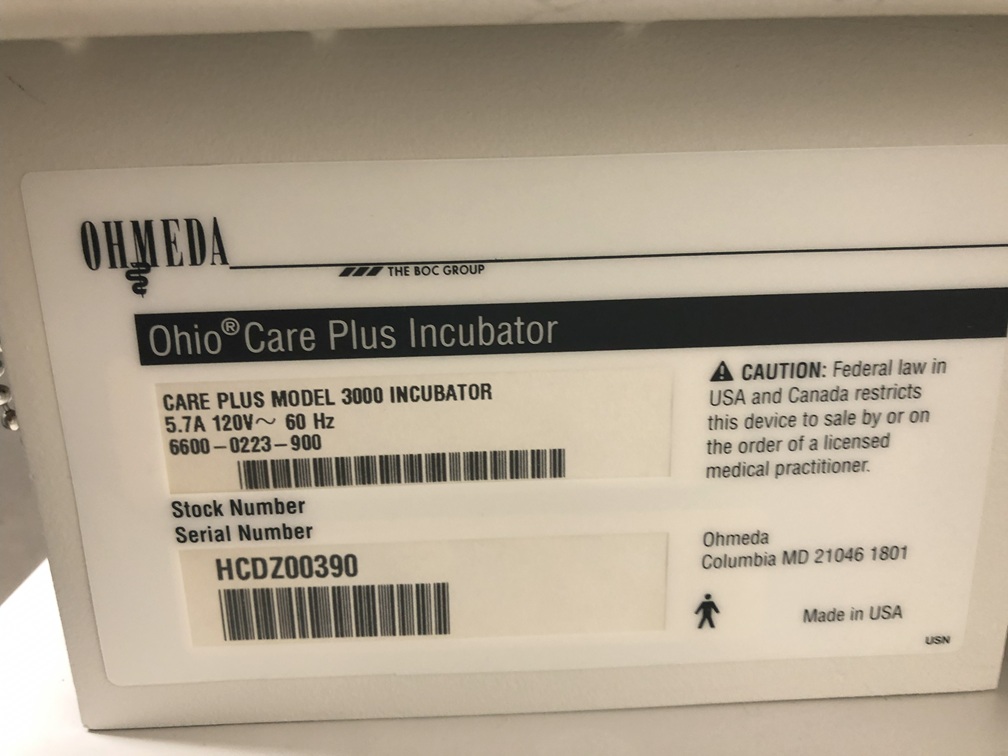 OHMEDA
THE BOC GROUP
Ohio® Care Plus Incubator
CARE PLUS MODEL 3000 INCUBATOR
5.7A 120V~ 60 Hz
6600-0223-900
Stock Number
Serial Number
HCDZ00390
⚠ CAUTION: Federal law in
USA and Canada restricts
this device to sale by or on
the order of a licensed
medical practitioner.
Ohmeda
Columbia MD 21046 1801
Made in USA
USN